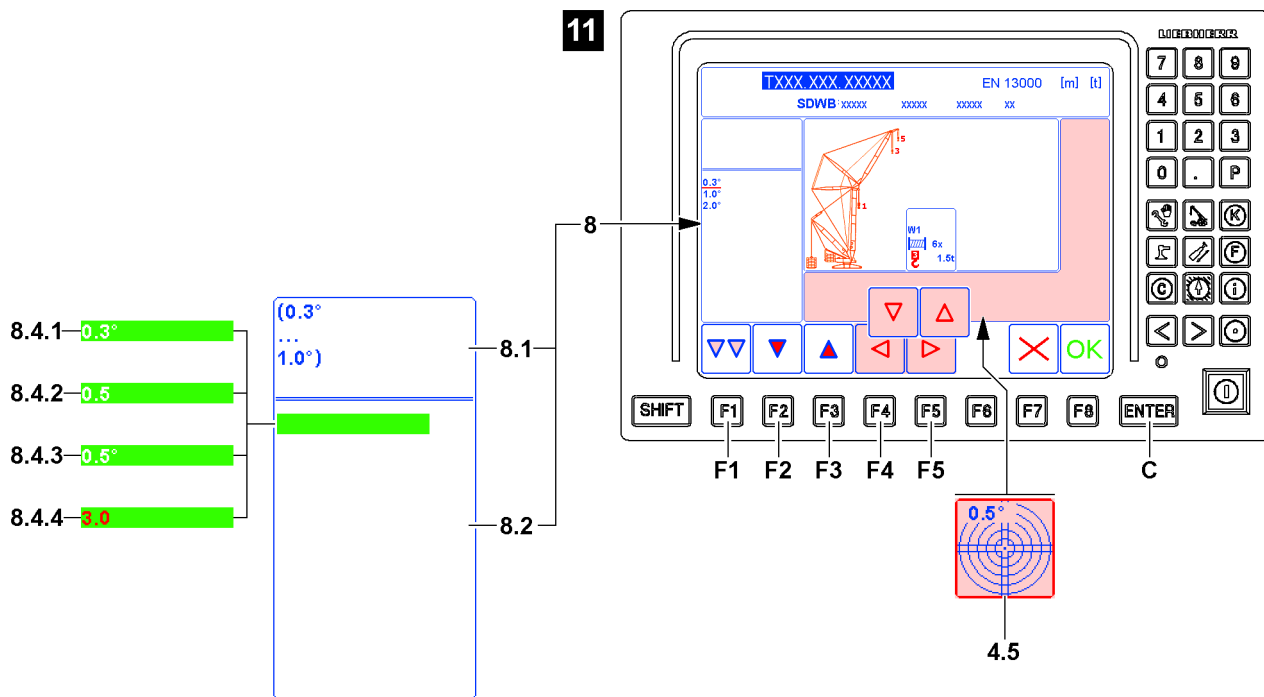 11
LIEBHERR
TXXX. XXX. XXXXX
EN 13000 [m] [t]
SDWB: xxxxx xxxxx xxxxx xx
0.3°
1.0°
2.0°
5
3
1
2
W1
6x
3
1.5t
OK
7 8 9
4 5 6
1 2 3
0 . P
K
F
C i
SHIFT F1 F2 F3 F4 F5 F6 F7 F8 ENTER
F1 F2 F3 F4 F5 C
8
8.1
8.2
(0.3°
...
1.0°)
8.4.1 0.3°
8.4.2 0.5
8.4.3 0.5°
8.4.4 3.0
0.5°
4.5